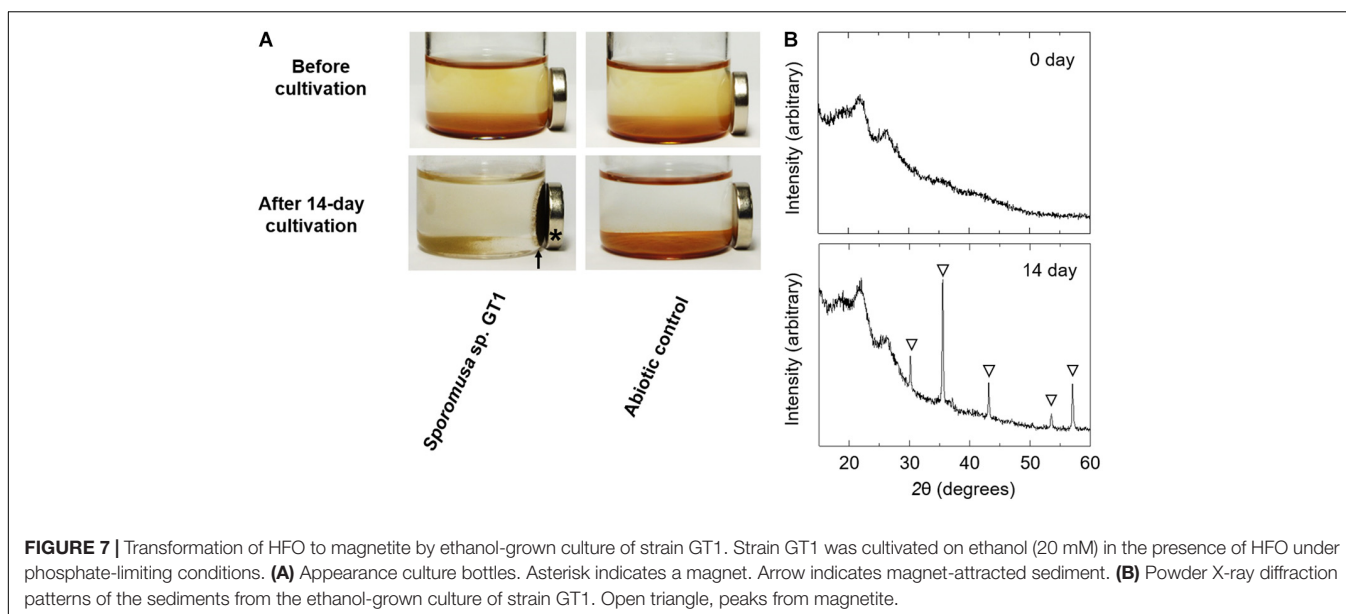 A
Before
cultivation
After 14-day
cultivation
*
Sporomusa sp. GT1
Abiotic control
B
0 day
Intensity (arbitrary)
14 day
Intensity (arbitrary)
20 30 40 50 60
2θ (degrees)
FIGURE 7 | Transformation of HFO to magnetite by ethanol-grown culture of strain GT1. Strain GT1 was cultivated on ethanol (20 mM) in the presence of HFO under
phosphate-limiting conditions. (A) Appearance culture bottles. Asterisk indicates a magnet. Arrow indicates magnet-attracted sediment. (B) Powder X-ray diffraction
patterns of the sediments from the ethanol-grown culture of strain GT1. Open triangle, peaks from magnetite.